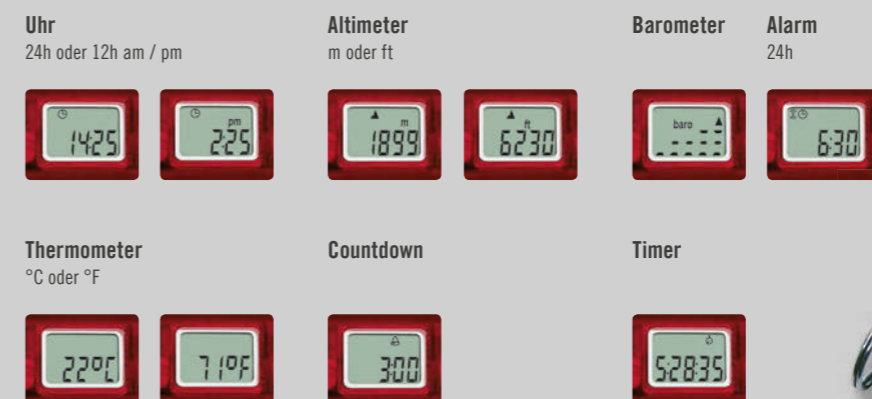 Uhr
24h oder 12h am / pm
14:25
pm
2:25
Altimeter
m oder ft
m
1899
ft
6230
Barometer
baro
Alarm
24h
6:30
Thermometer
°C oder °F
22°C
71°F
Countdown
3:00
Timer
5:28:35